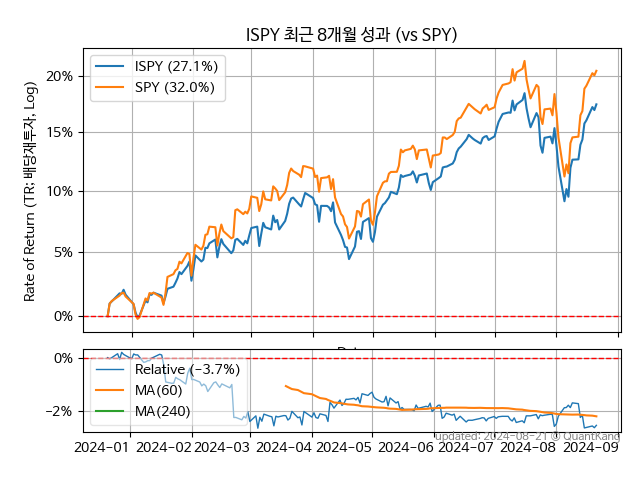 ISPY 최근 8개월 성과 (vs SPY)
Rate of Return (TR: 배당재투자, Log)
20%
15%
10%
5%
0%
ISPY (27.1%)
SPY (32.0%)
0%
−2%
Relative (−3.7%)
MA(60)
MA(240)
updated: 2024-08-21 © QuantKang
2024-01 2024-02 2024-03 2024-04 2024-05 2024-06 2024-07 2024-08 2024-09